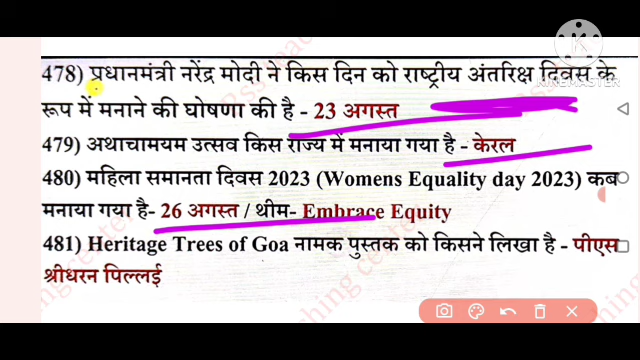 KINEMASTER
478) प्रधानमंत्री नरेंद्र मोदी ने किस दिन को राष्ट्रीय अंतरिक्ष दिवस के
रूप में मनाने की घोषणा की है - 23 अगस्त
479) अथाचामयम उत्सव किस राज्य में मनाया गया है - केरल
480) महिला समानता दिवस 2023 (Womens Equality day 2023) कब
मनाया गया है- 26 अगस्त / थीम- Embrace Equity
481) Heritage Trees of Goa नामक पुस्तक को किसने लिखा है - पीएस
श्रीधरन पिल्लई